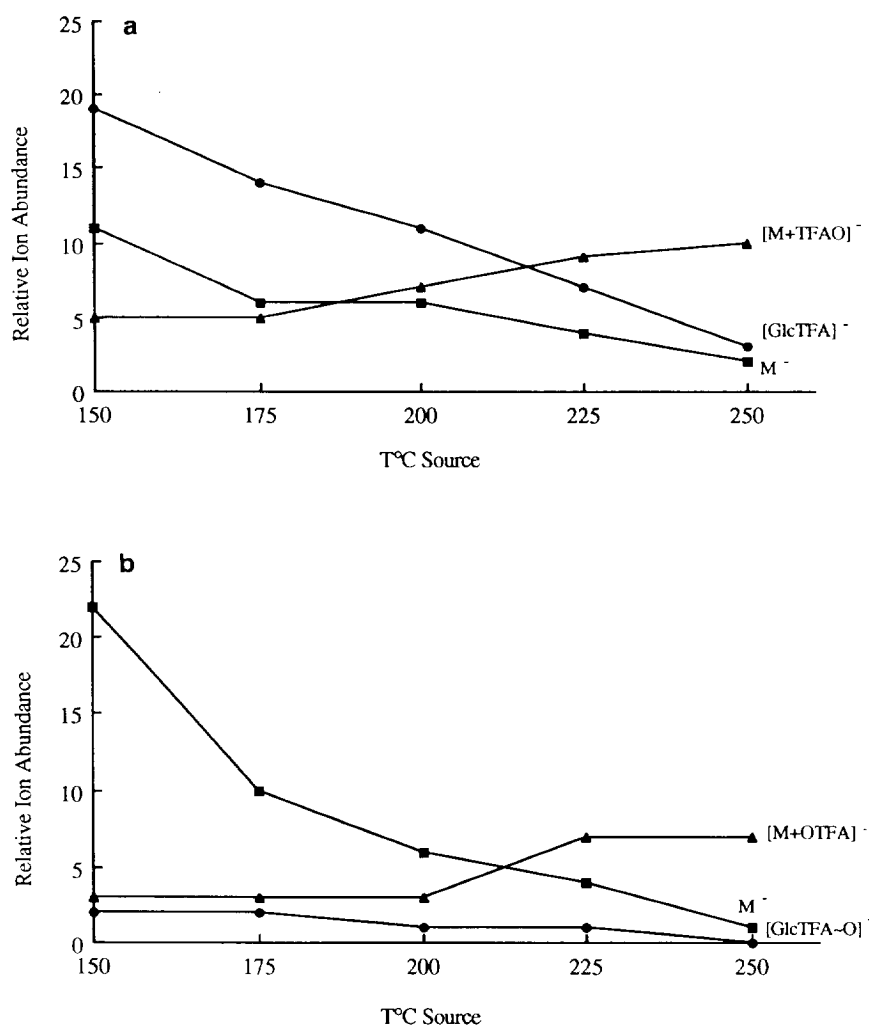 a
25
20
15
10
5
0
Relative Ion Abundance
[M+TFAO]⁻
[GlcTFA]⁻
M⁻
150 175 200 225 250
T°C Source
b
25
20
15
10
5
0
Relative Ion Abundance
[M+OTFA]⁻
M⁻
[GlcTFA~O]⁻
150 175 200 225 250
T°C Source